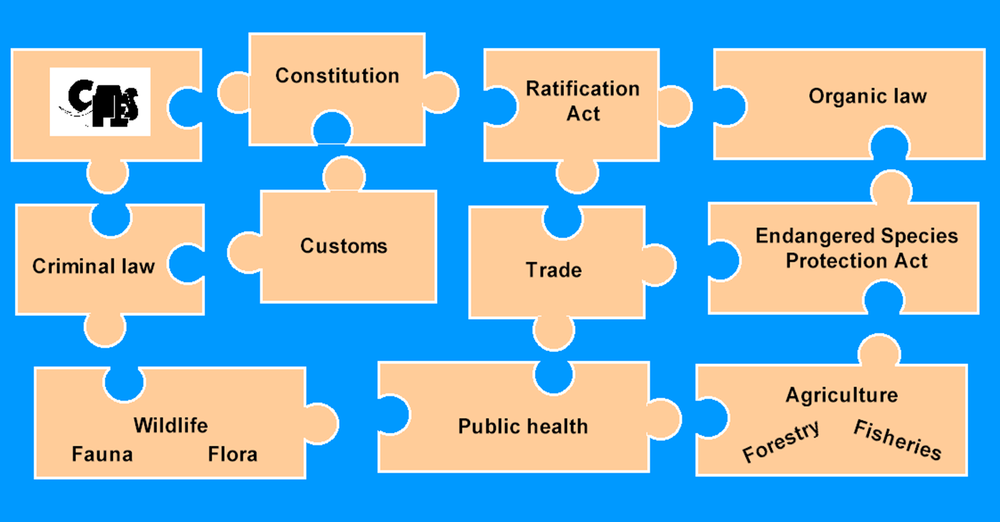 CITES
Constitution
Ratification
Act
Organic law
Criminal law
Customs
Trade
Endangered Species
Protection Act
Wildlife
Fauna Flora
Public health
Agriculture
Forestry Fisheries